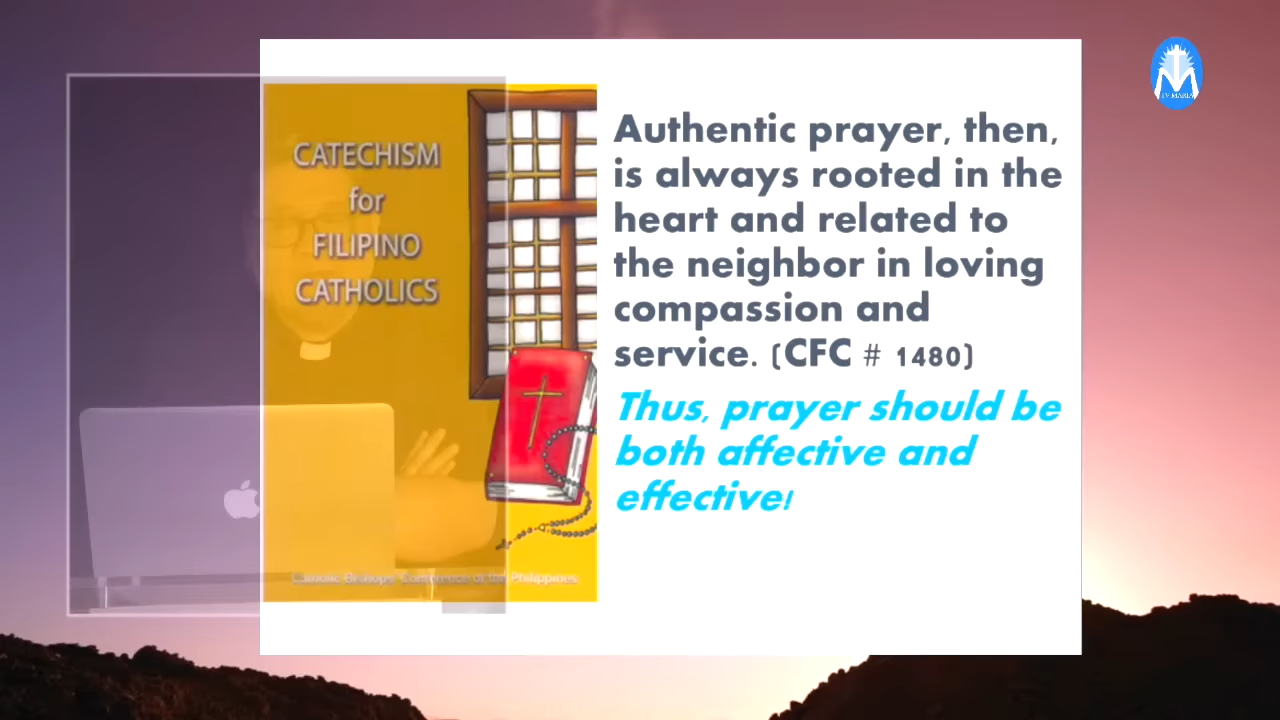 CATECHISM
for
FILIPINO
CATHOLICS
Catholic Bishops' Conference of the Philippines
Authentic prayer, then,
is always rooted in the
heart and related to
the neighbor in loving
compassion and
service. (CFC # 1480)
Thus, prayer should be
both affective and
effective!
TV MARIA